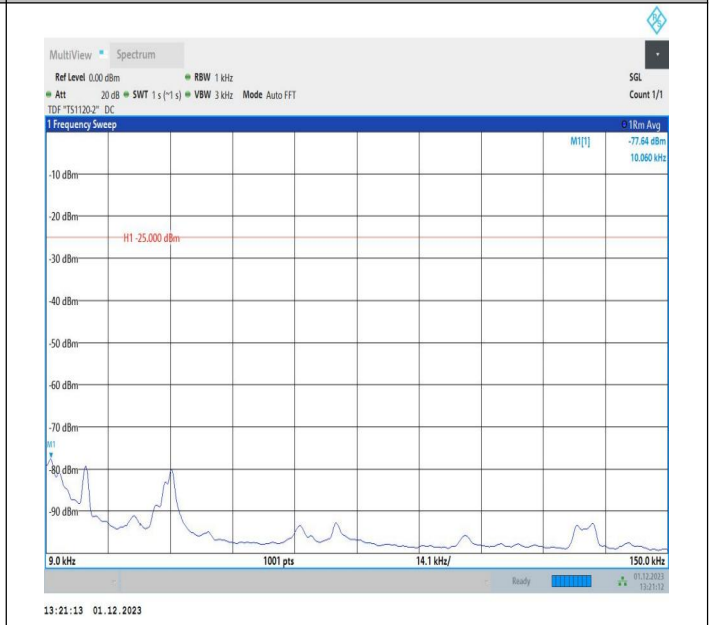 MultiView Spectrum
Ref Level 0.00 dBm RBW 1 kHz SGL
Att 20 dB SWT 1 s (~1 s) VBW 3 kHz Mode Auto FFT Count 1/1
TDF "TS1120-2" DC
1 Frequency Sweep 1Rm Avg
M1[1] -77.64 dBm
10.060 kHz
-10 dBm
-20 dBm
H1 -25.000 dBm
-30 dBm
-40 dBm
-50 dBm
-60 dBm
-70 dBm
M1
-80 dBm
-90 dBm
9.0 kHz 1001 pts 14.1 kHz/ 150.0 kHz
Ready 01.12.2023
13:21:12
13:21:13 01.12.2023